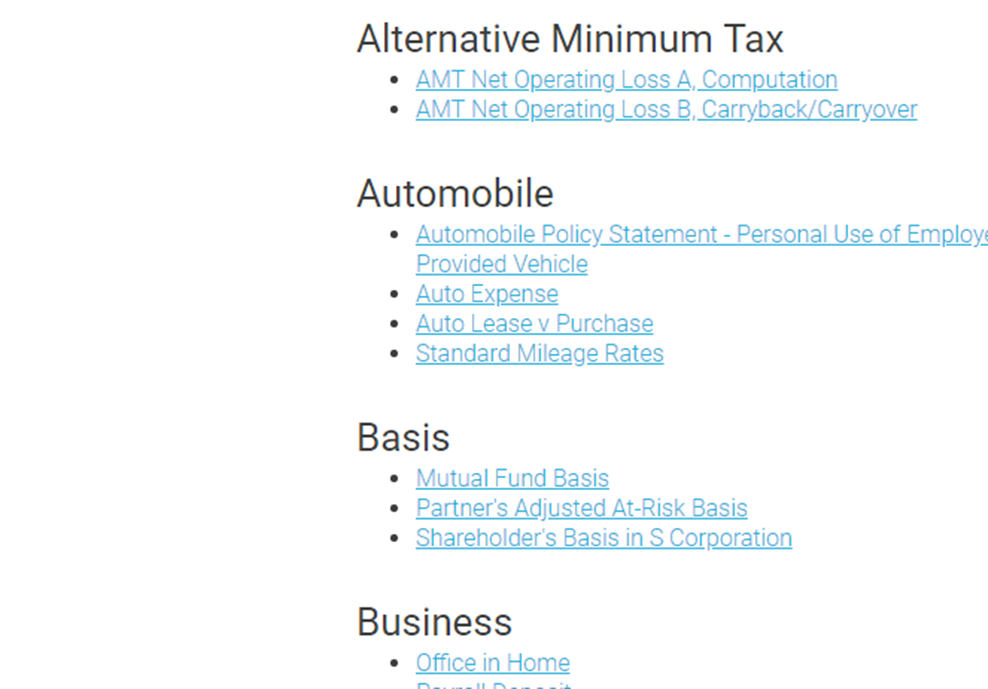 Alternative Minimum Tax
AMT Net Operating Loss A, Computation
AMT Net Operating Loss B, Carryback/Carryover
Automobile
Automobile Policy Statement - Personal Use of Employe
Provided Vehicle
Auto Expense
Auto Lease v Purchase
Standard Mileage Rates
Basis
Mutual Fund Basis
Partner's Adjusted At-Risk Basis
Shareholder's Basis in S Corporation
Business
Office in Home
Payroll Deposit